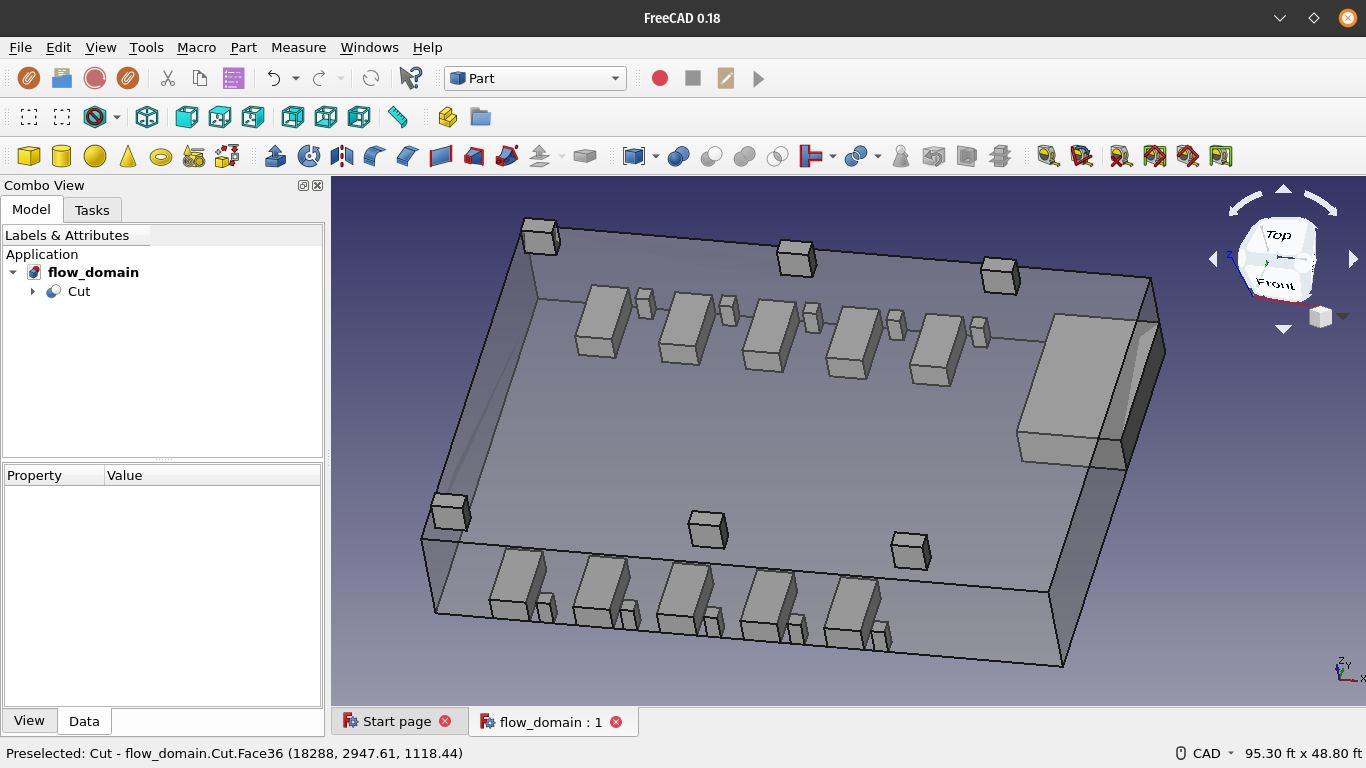 FreeCAD 0.18
File Edit View Tools Macro Part Measure Windows Help
Part
Combo View
Model Tasks
Labels & Attributes
Application
flow_domain
Cut
Property Value
View Data
Top
Front
Z
Z
Y
X
Start page
flow_domain : 1
Preselected: Cut - flow_domain.Cut.Face36 (18288, 2947.61, 1118.44)
CAD
95.30 ft x 48.80 ft